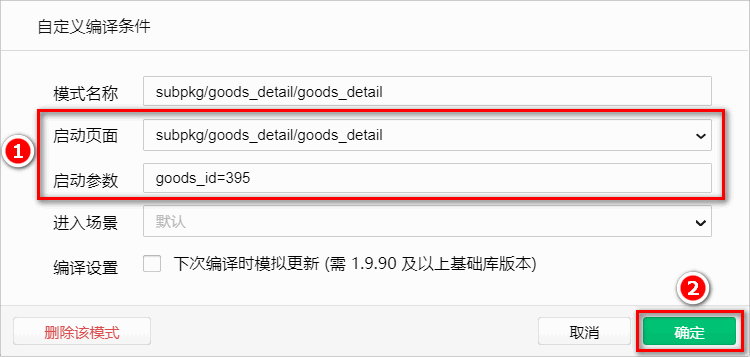 自定义编译条件
模式名称 subpkg/goods_detail/goods_detail
1
启动页面 subpkg/goods_detail/goods_detail
启动参数 goods_id=395
进入场景 默认
编译设置 下次编译时模拟更新 (需 1.9.90 及以上基础库版本)
2
删除该模式 取消 确定